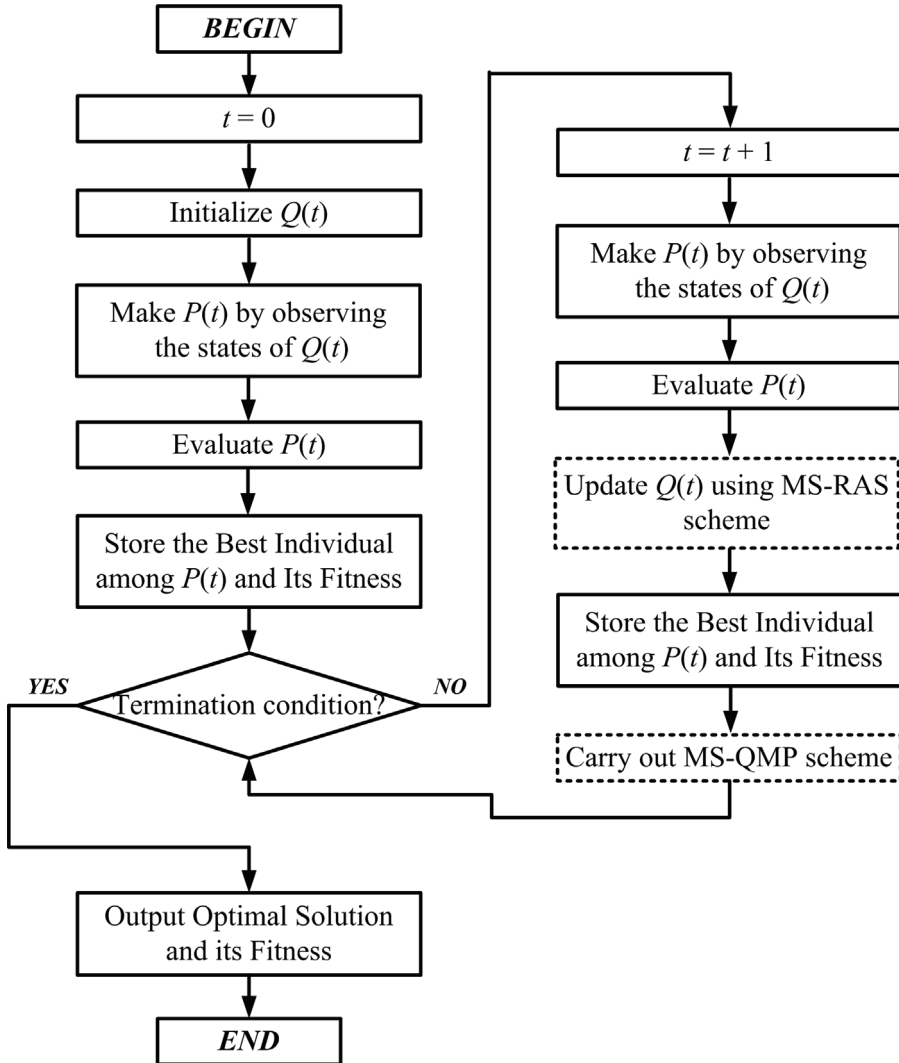 BEGIN
t = 0
Initialize Q(t)
Make P(t) by observing
the states of Q(t)
Evaluate P(t)
Store the Best Individual
among P(t) and Its Fitness
YES
Termination condition?
NO
t = t + 1
Make P(t) by observing
the states of Q(t)
Evaluate P(t)
Update Q(t) using MS-RAS
scheme
Store the Best Individual
among P(t) and Its Fitness
Carry out MS-QMP scheme
Output Optimal Solution
and its Fitness
END